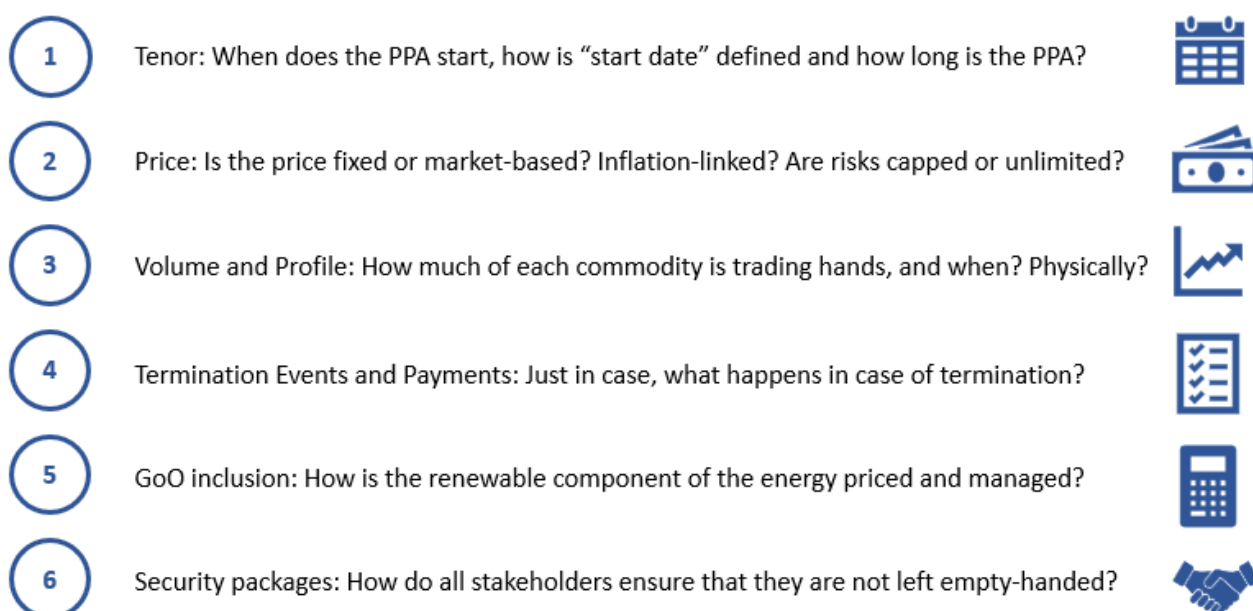 1
Tenor: When does the PPA start, how is “start date” defined and how long is the PPA?
2
Price: Is the price fixed or market-based? Inflation-linked? Are risks capped or unlimited?
3
Volume and Profile: How much of each commodity is trading hands, and when? Physically?
4
Termination Events and Payments: Just in case, what happens in case of termination?
5
GoO inclusion: How is the renewable component of the energy priced and managed?
6
Security packages: How do all stakeholders ensure that they are not left empty-handed?